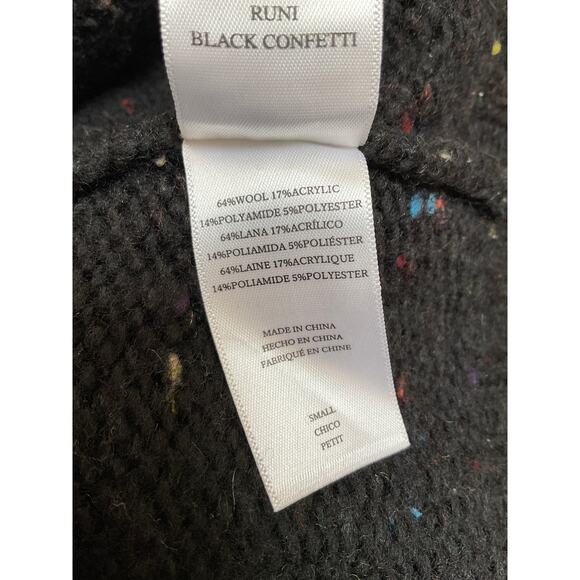 RUNI
BLACK CONFETTI
64%WOOL 17%ACRYLIC
14%POLYAMIDE 5%POLYESTER
64%LANA 17%ACRÍLICO
14%POLIAMIDA 5%POLIÉSTER
64%LAINE 17%ACRYLIQUE
14%POLIAMIDE 5%POLYESTER
MADE IN CHINA
HECHO EN CHINA
FABRIQUÉ EN CHINE
SMALL
CHICO
PETIT